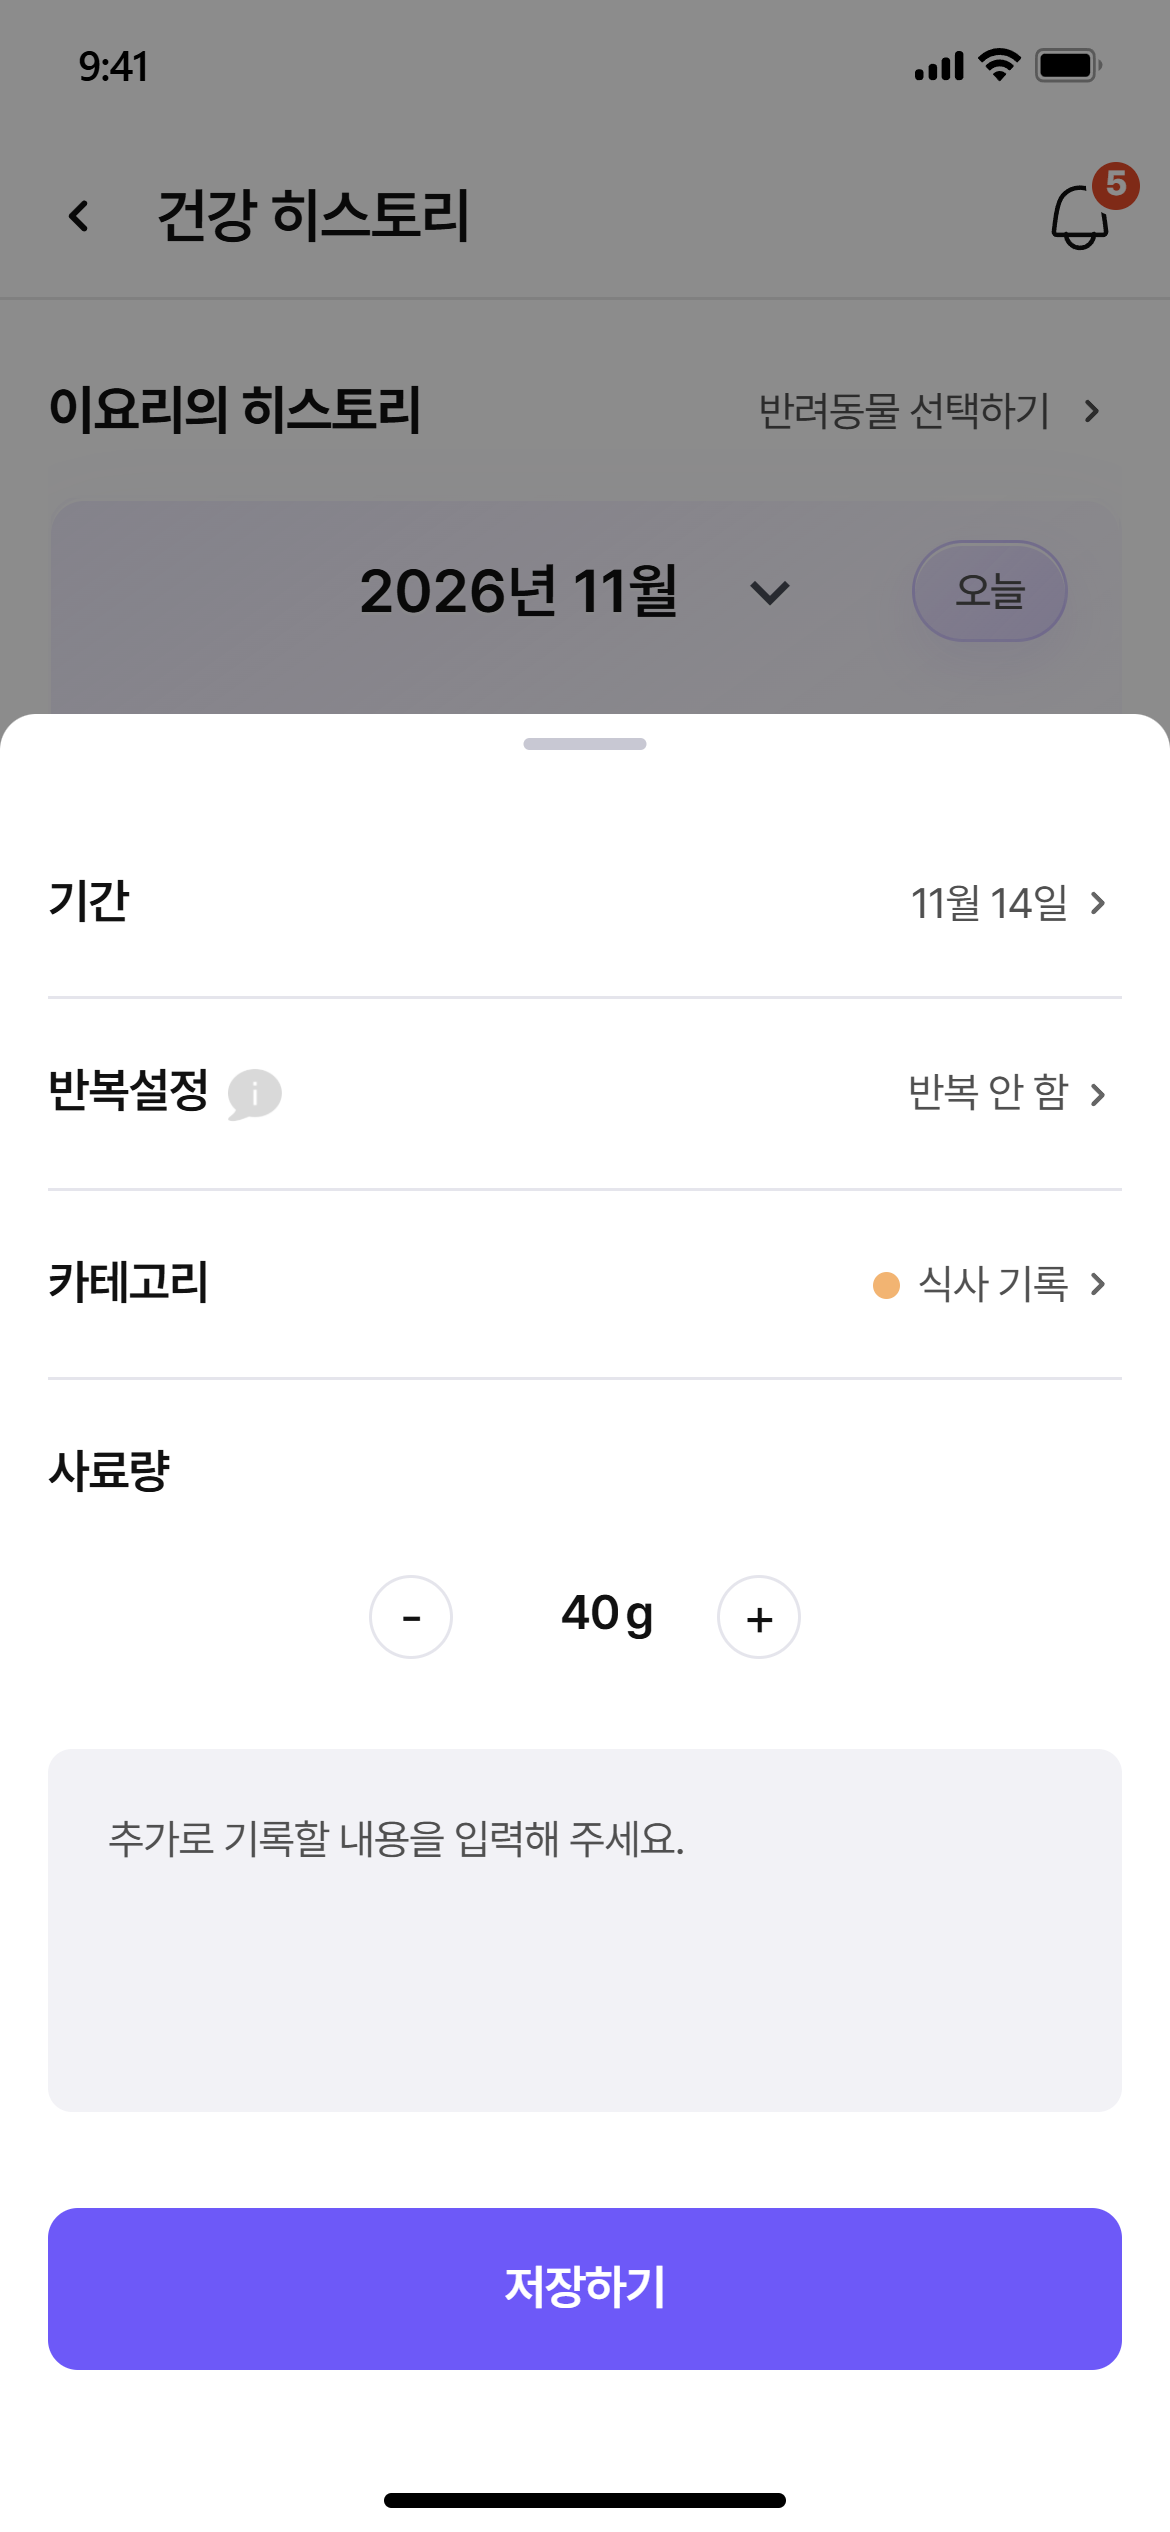 9:41
건강 히스토리
5
이요리의 히스토리
반려동물 선택하기
2026년 11월
오늘
기간
11월 14일
반복설정
i
반복 안 함
카테고리
식사 기록
사료량
-
40 g
+
추가로 기록할 내용을 입력해 주세요.
저장하기